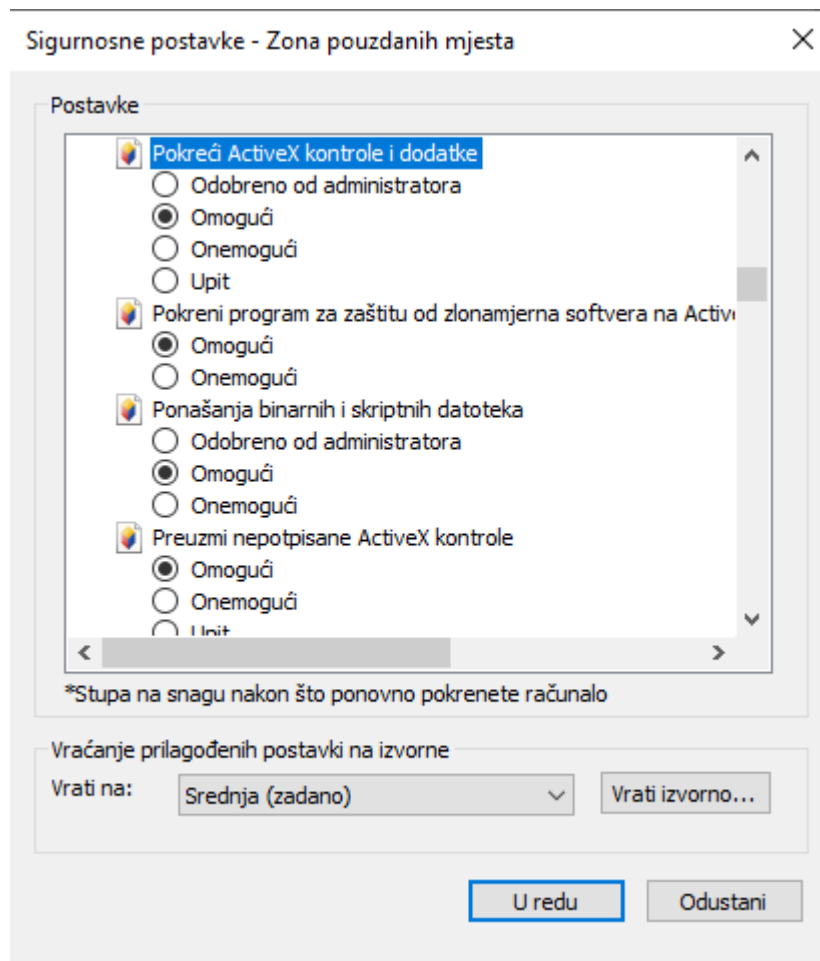 Sigurnosne postavke - Zona pouzdanih mjesta
Postavke
Pokreći ActiveX kontrole i dodatke
Odobreno od administratora
Omogući
Onemogući
Upit
Pokreni program za zaštitu od zlonamjerna softvera na Active
Omogući
Onemogući
Ponašanja binarnih i skriptnih datoteka
Odobreno od administratora
Omogući
Onemogući
Preuzmi nepotpisane ActiveX kontrole
Omogući
Onemogući
Upit
*Stupa na snagu nakon što ponovno pokrenete računalo
Vraćanje prilagođenih postavki na izvorne
Vrati na: Srednja (zadano) Vrati izvorno...
U redu Odustani